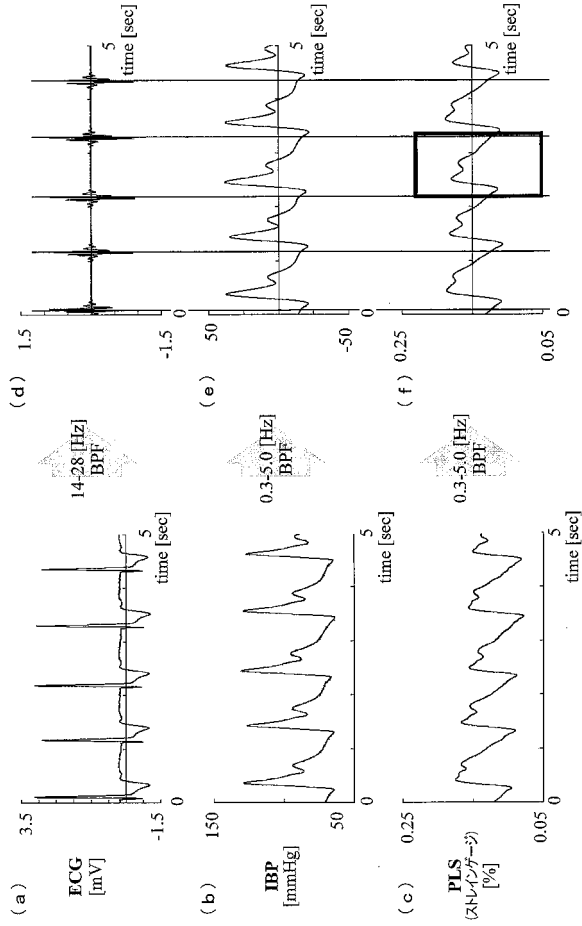 (a)
ECG
[mV]
3.5
-1.5
0
5
time [sec]
14-28 [Hz]
BPF
(d)
1.5
-1.5
0
5
time [sec]
(b)
IBP
[mmHg]
150
50
0
5
time [sec]
0.3-5.0 [Hz]
BPF
(e)
50
-50
0
5
time [sec]
(c)
PLS
(ストレインゲージ)
[%]
0.25
0.05
0
5
time [sec]
0.3-5.0 [Hz]
BPF
(f)
0.25
0.05
0
5
time [sec]